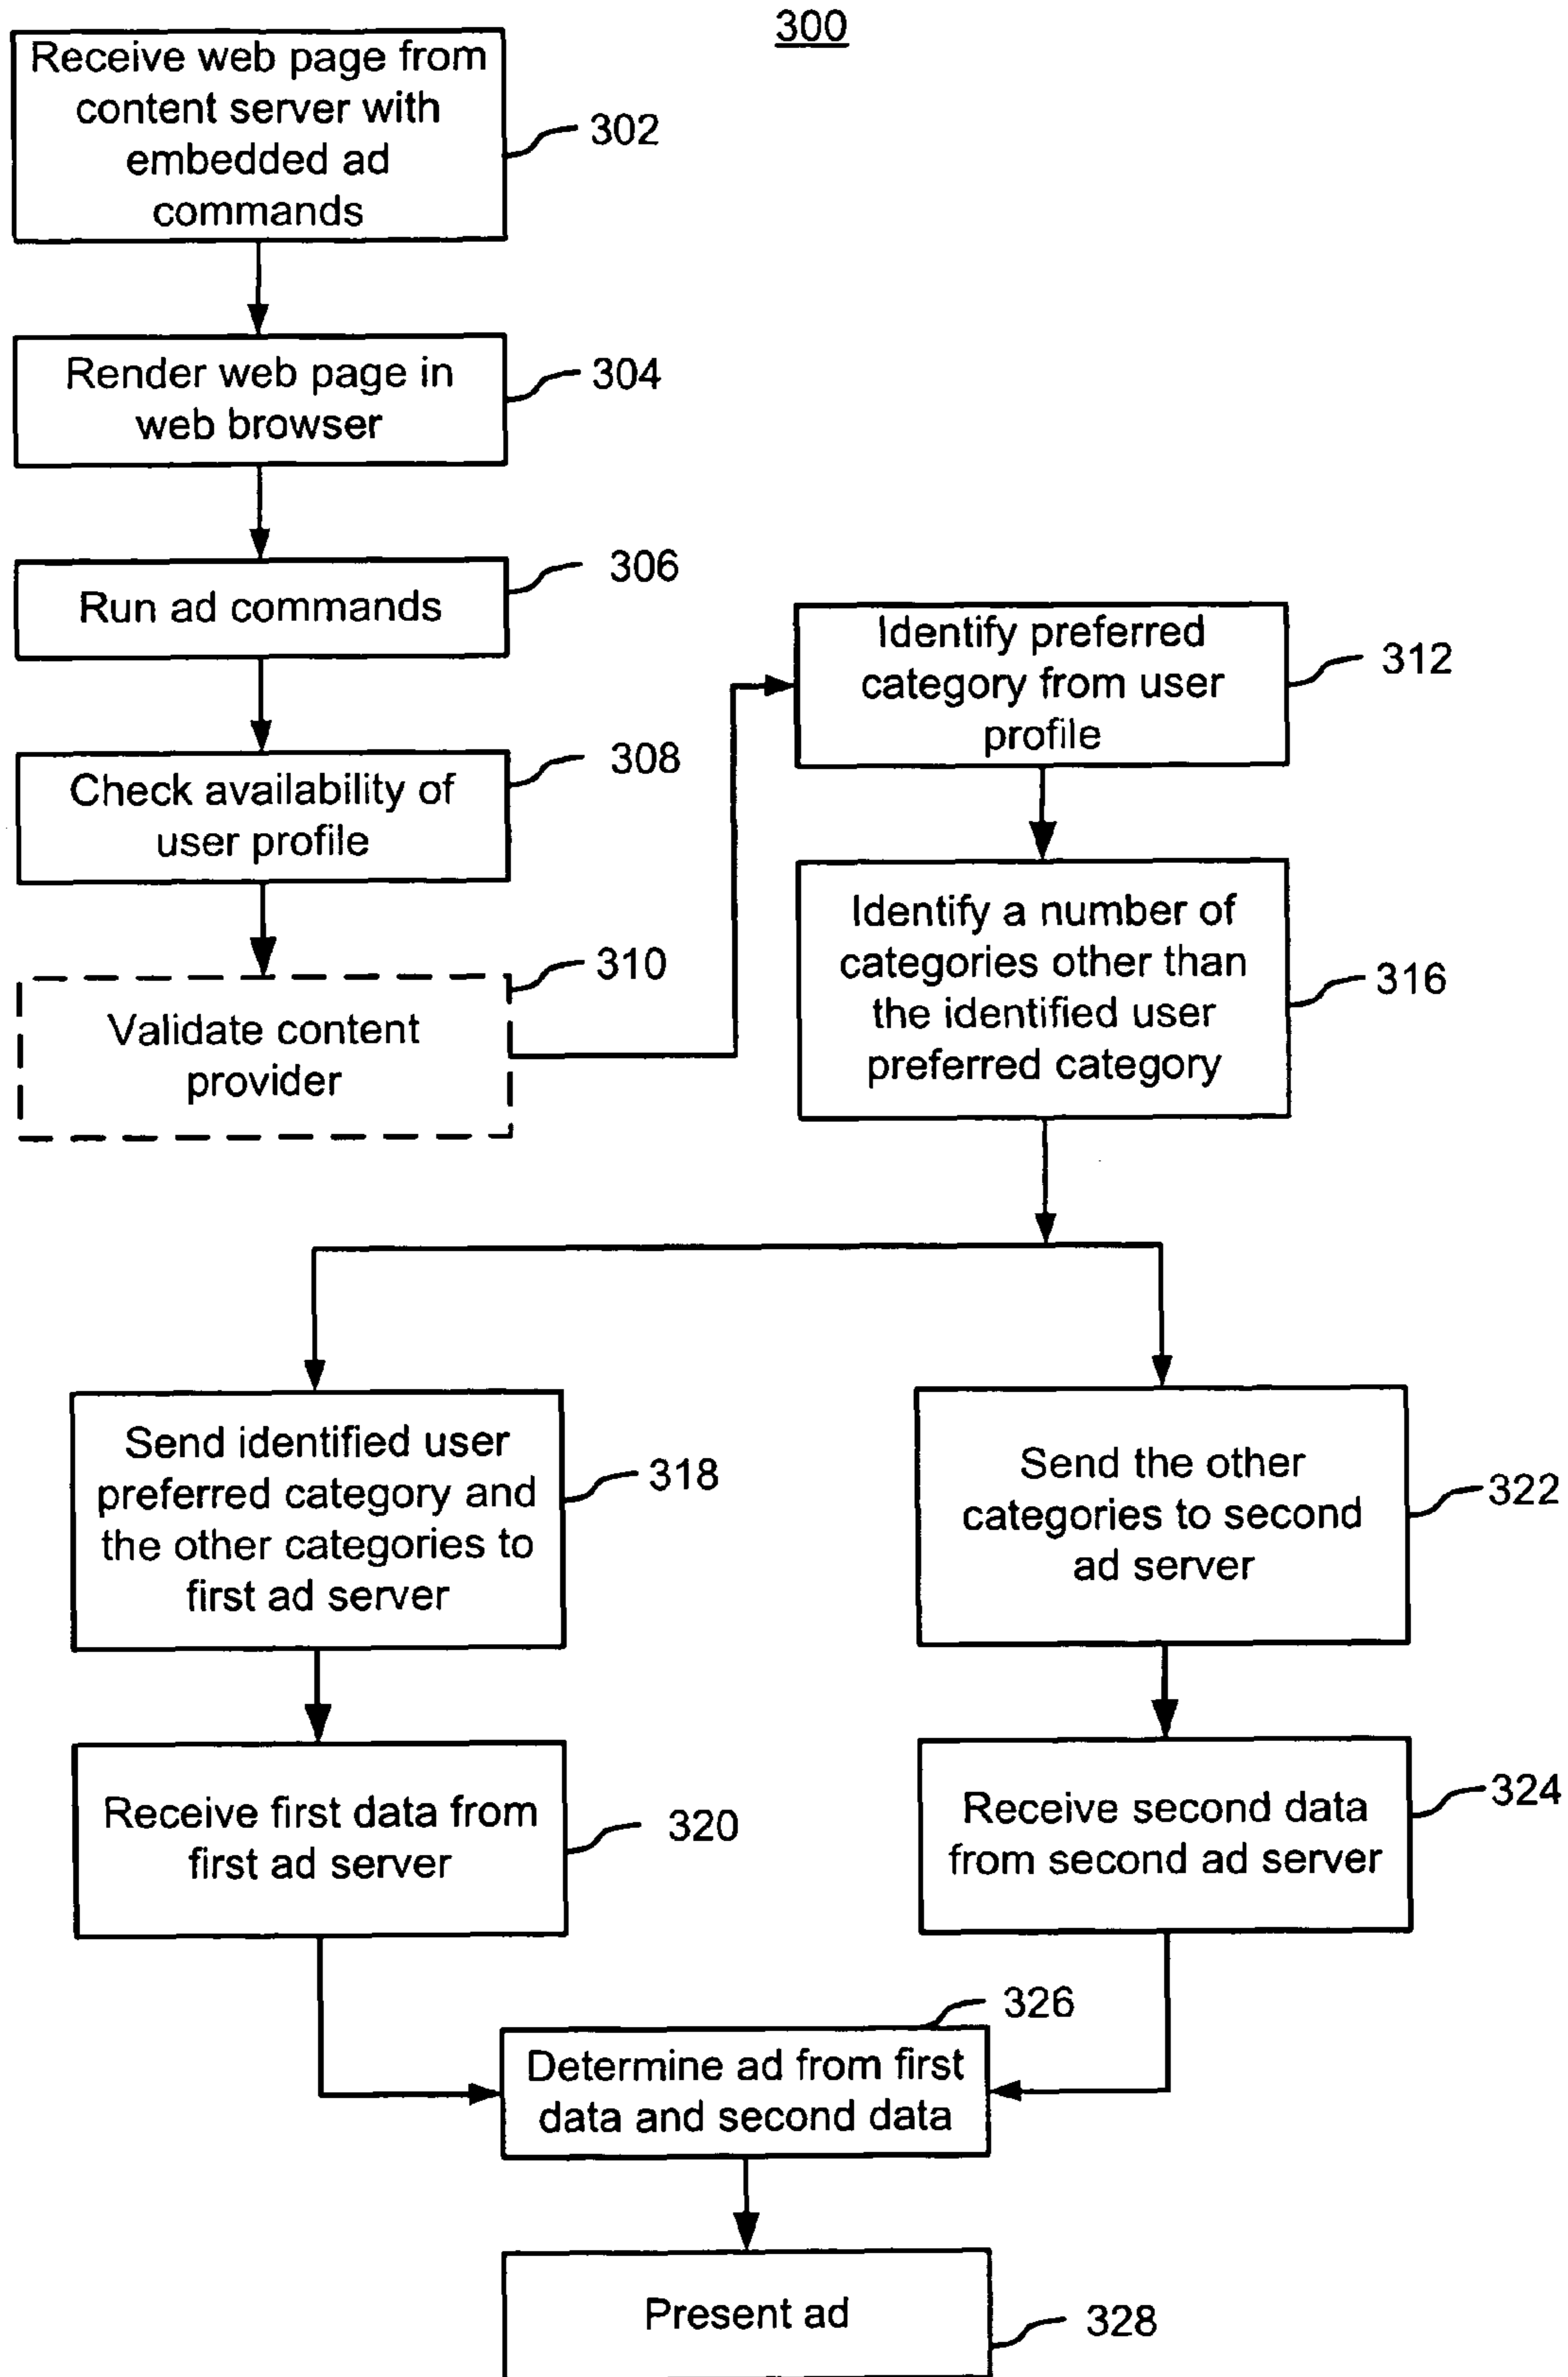 300
Receive web page from
content server with
embedded ad
commands
302
Render web page in
web browser
304
Run ad commands
306
Check availability of
user profile
308
Validate content
provider
310
Identify preferred
category from user
profile
312
Identify a number of
categories other than
the identified user
preferred category
316
Send identified user
preferred category and
the other categories to
first ad server
318
Receive first data from
first ad server
320
Send the other
categories to second
ad server
322
Receive second data
from second ad server
324
Determine ad from first
data and second data
326
Present ad
328